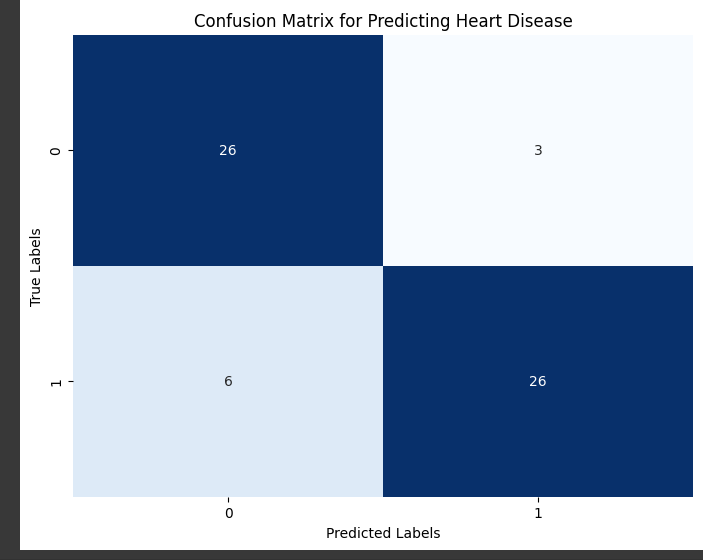 Confusion Matrix for Predicting Heart Disease
26
3
0
True Labels
6
26
1
0
1
Predicted Labels